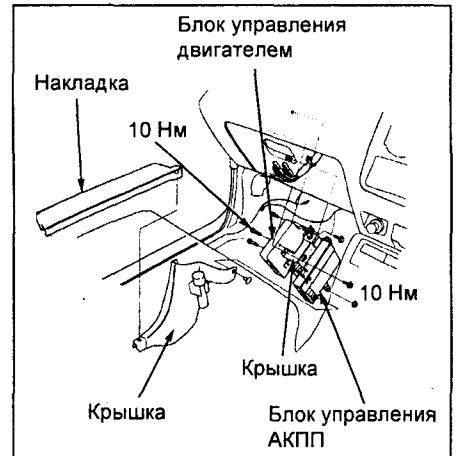 Блок управления
двигателем
Накладка
10 Нм
10 Нм
Крышка
Крышка
Блок управления
АКПП